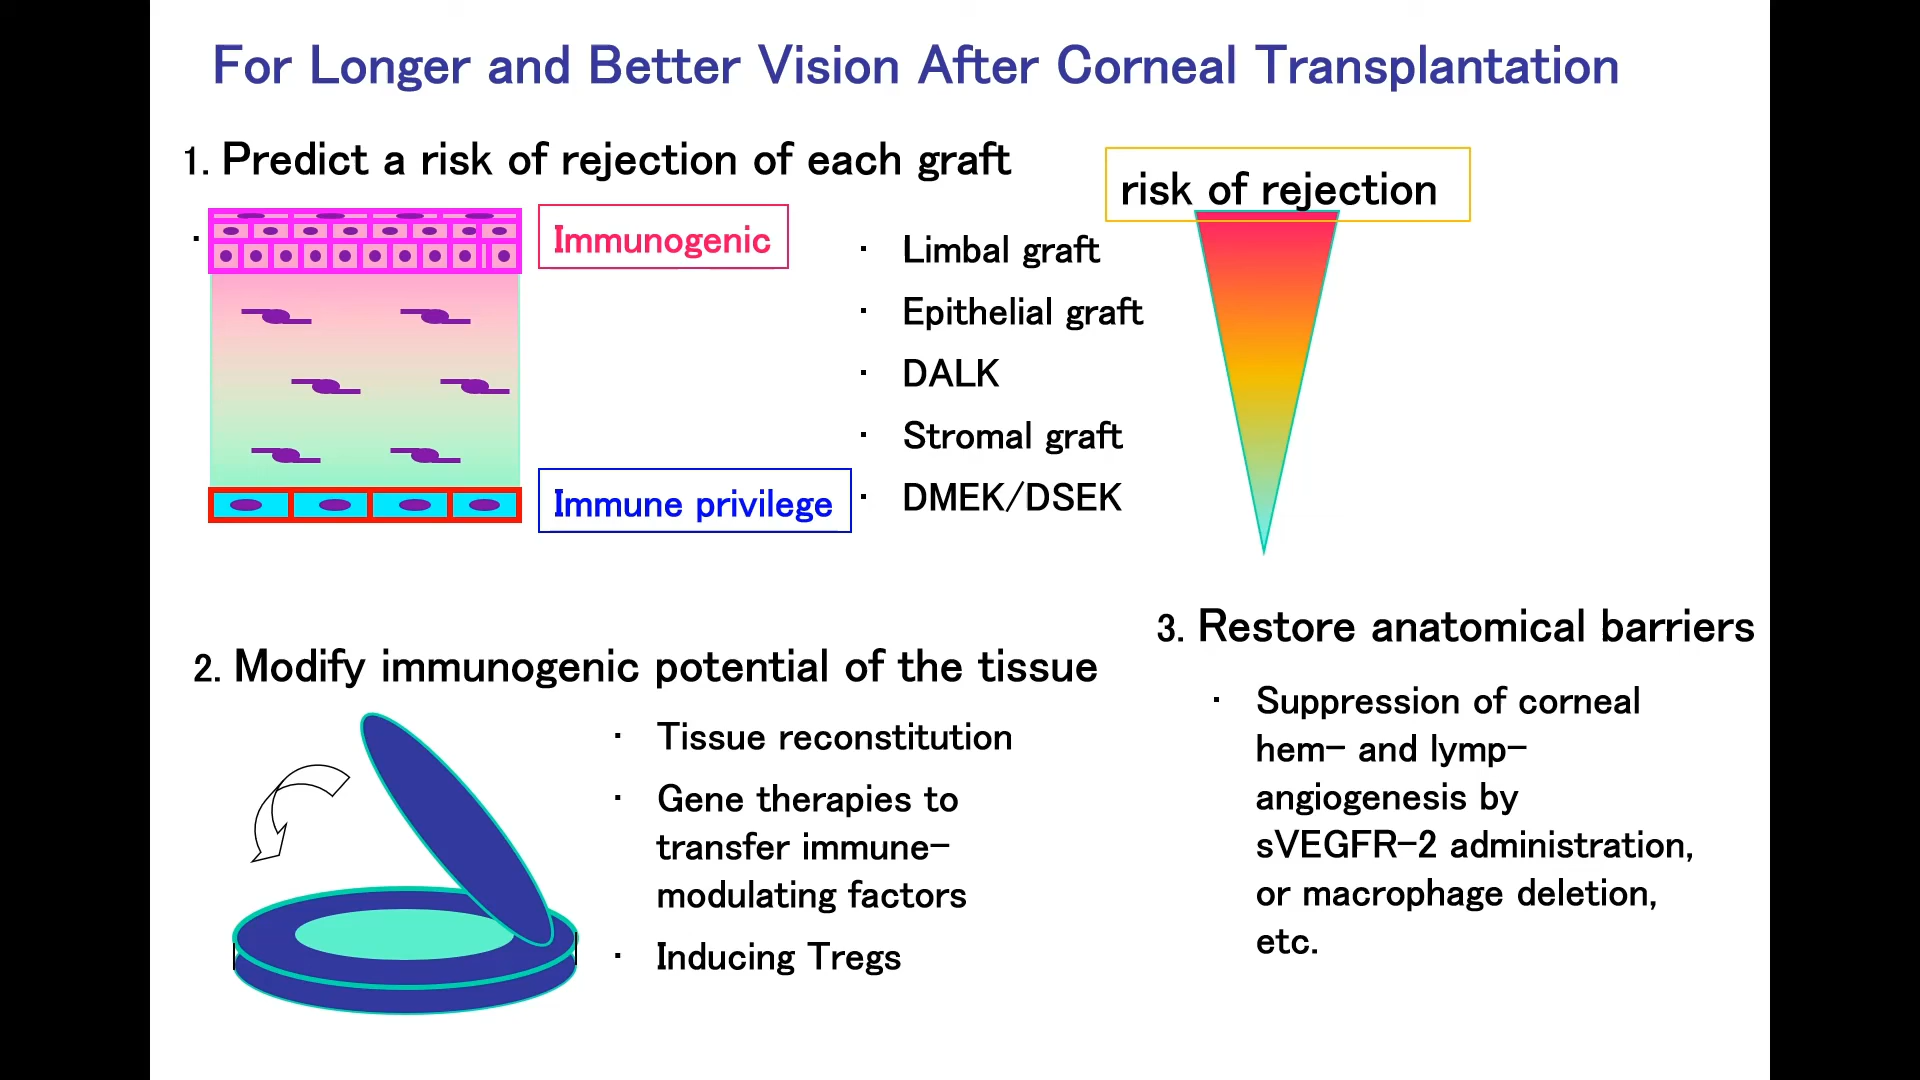 For Longer and Better Vision After Corneal Transplantation
1. Predict a risk of rejection of each graft
Immunogenic
Immune privilege
· Limbal graft
· Epithelial graft
· DALK
· Stromal graft
· DMEK/DSEK
risk of rejection
2. Modify immunogenic potential of the tissue
· Tissue reconstitution
· Gene therapies to
transfer immune-
modulating factors
· Inducing Tregs
3. Restore anatomical barriers
· Suppression of corneal
hem- and lymp-
angiogenesis by
sVEGFR-2 administration,
or macrophage deletion,
etc.